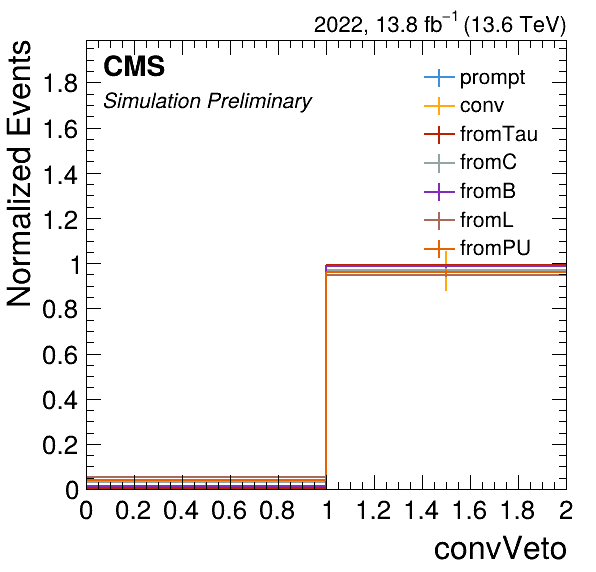 2022, 13.8 fb⁻¹ (13.6 TeV)
CMS
Simulation Preliminary
prompt
conv
fromTau
fromC
fromB
fromL
fromPU
Normalized Events
1.8
1.6
1.4
1.2
1
0.8
0.6
0.4
0.2
0
0 0.2 0.4 0.6 0.8 1 1.2 1.4 1.6 1.8 2
convVeto